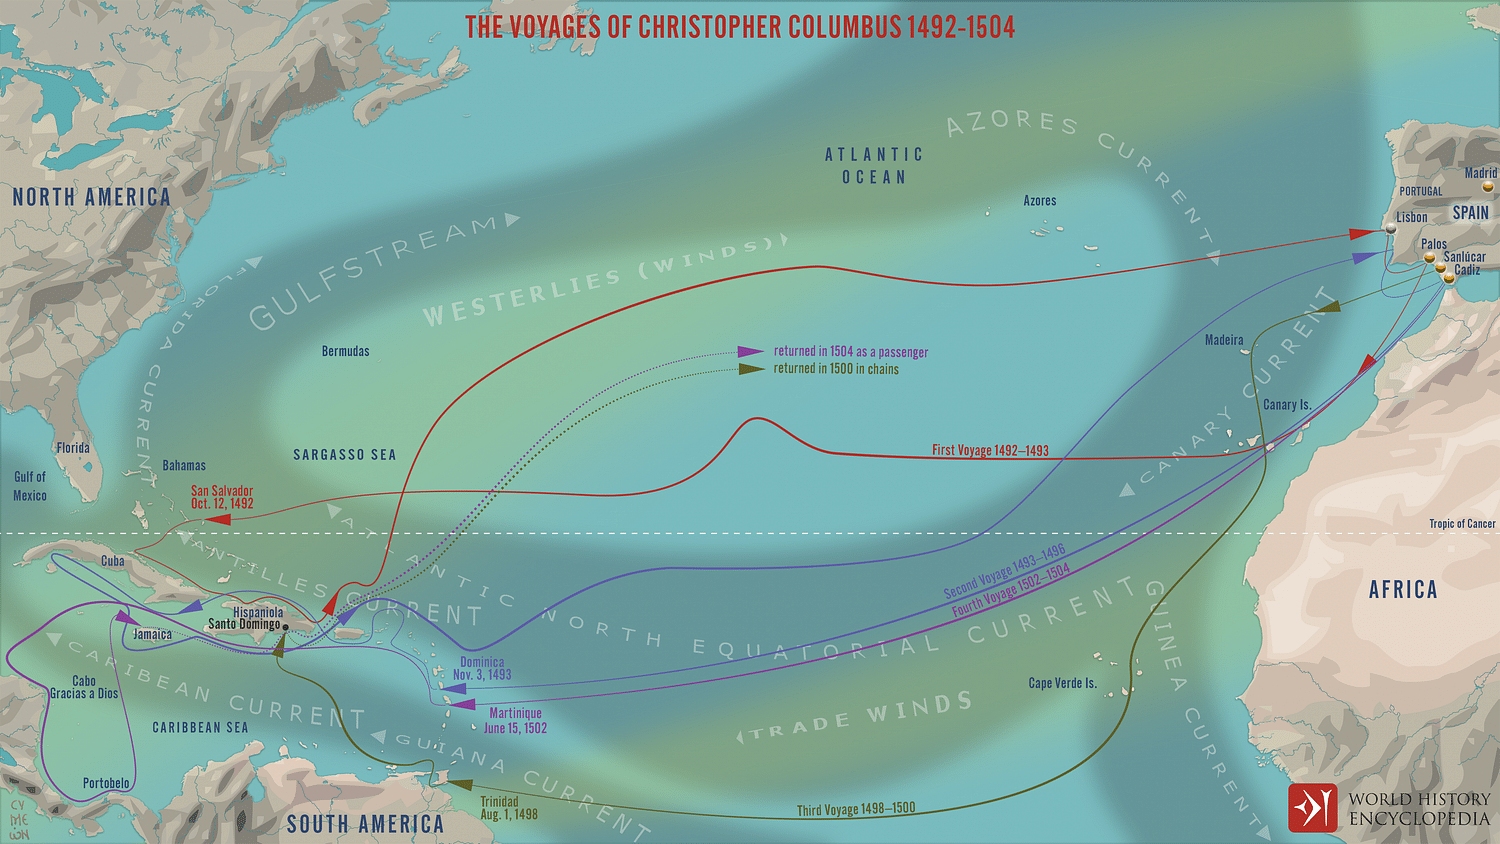 THE VOYAGES OF CHRISTOPHER COLUMBUS 1492-1504
NORTH AMERICA
ATLANTIC
OCEAN
AZORES CURRENT
Azores
Madrid
PORTUGAL
SPAIN
Lisbon
Palos
Sanlúcar
Cadiz
GULFSTREAM
FLORIDA CURRENT
WESTERLIES (WINDS)
Bermudas
returned in 1504 as a passenger
returned in 1500 in chains
Madeira
Canary Is.
CANARY CURRENT
Florida
Gulf of
Mexico
Bahamas
SARGASSO SEA
First Voyage 1492–1493
San Salvador
Oct. 12, 1492
Tropic of Cancer
Cuba
ANTILLES CURRENT
ATLANTIC NORTH EQUATORIAL CURRENT
Second Voyage 1493–1496
Fourth Voyage 1502–1504
AFRICA
Hispaniola
Santo Domingo
Jamaica
GUINEA CURRENT
Dominica
Nov. 3, 1493
Cabo
Gracias a Dios
CARIBBEAN CURRENT
Cape Verde Is.
Martinique
June 15, 1502
CARIBBEAN SEA
TRADE WINDS
GUIANA CURRENT
Portobelo
Trinidad
Aug. 1, 1498
Third Voyage 1498–1500
SOUTH AMERICA
WORLD HISTORY
ENCYCLOPEDIA